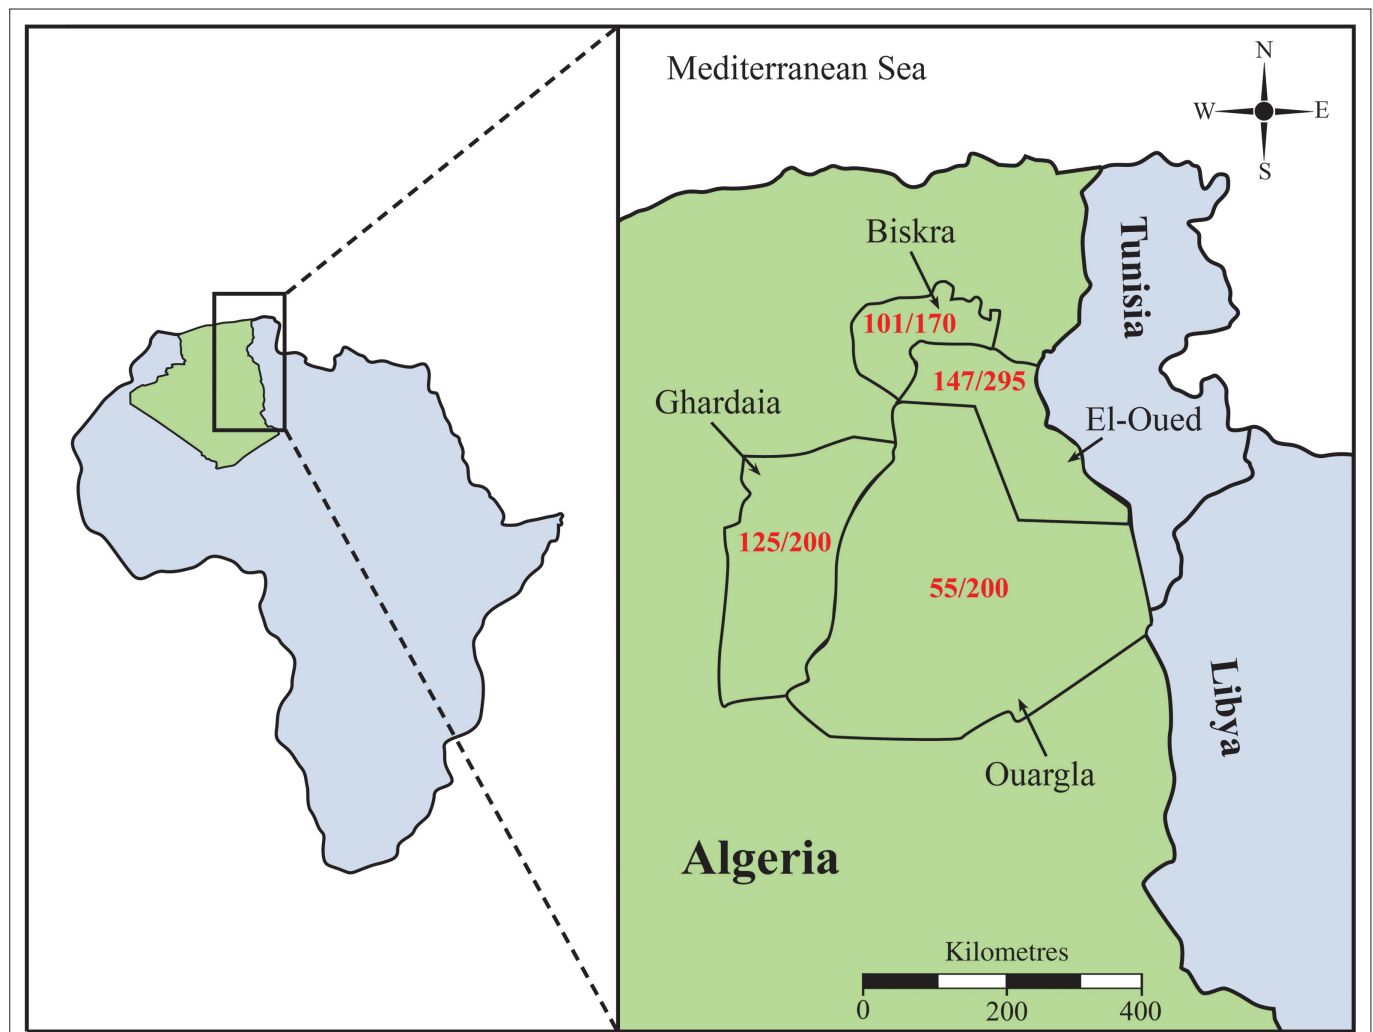 Mediterranean Sea
N
W
E
S
Biskra
Tunisia
101/170
147/295
Ghardaia
El-Oued
125/200
55/200
Libya
Ouargla
Algeria
Kilometres
0
200
400